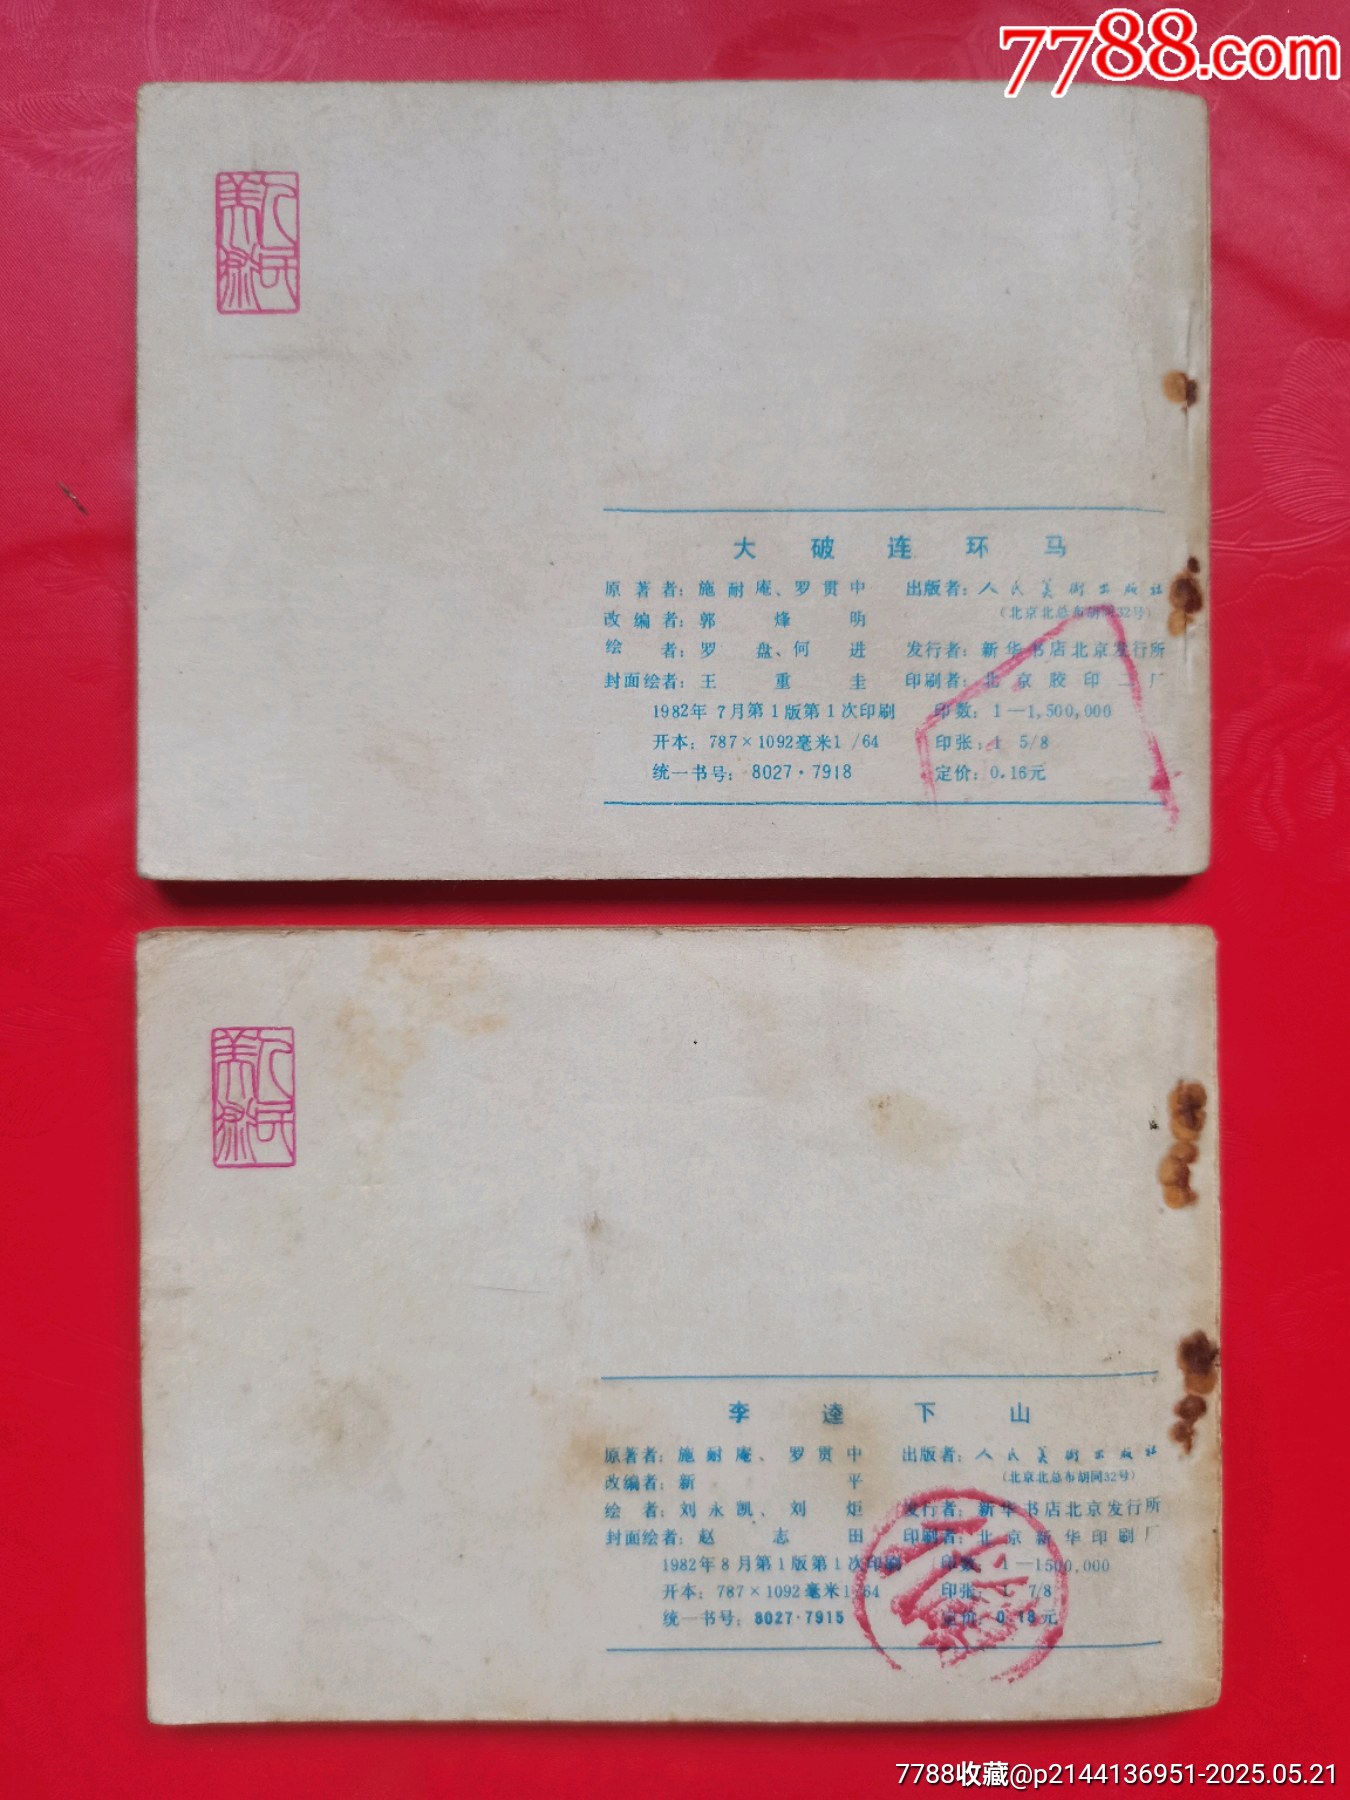 7788.com
人民
美术
大破连环马
原著者：施耐庵、罗贯中 出版者：人民美术出版社
（北京北总布胡同32号）
改编者：郭烽明
绘者：罗盘、何进 发行者：新华书店北京发行所
封面绘者：王重圭 印刷者：北京胶印二厂
1982年7月第1版第1次印刷 印数：1—1,500,000
开本：787×1092毫米1/64 印张：1 5/8
统一书号：8027·7918 定价：0.16元
人民
美术
李逵下山
原著者：施耐庵、罗贯中 出版者：人民美术出版社
（北京北总布胡同32号）
改编者：新平
绘者：刘永凯、刘炬 发行者：新华书店北京发行所
封面绘者：赵志田 印刷者：北京新华印刷厂
1982年8月第1版第1次印刷 印数：1—1500,000
开本：787×1092毫米1/64 印张：1 7/8
统一书号：8027·7915 定价：0.18元
7788收藏@p2144136951-2025.05.21